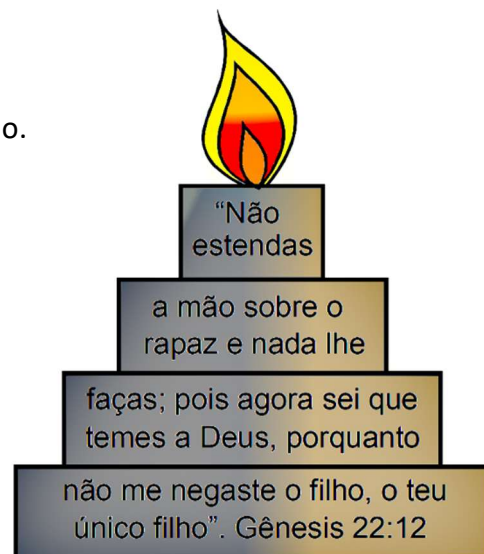 o.
“Não
estendas
a mão sobre o
rapaz e nada lhe
faças; pois agora sei que
temes a Deus, porquanto
não me negaste o filho, o teu
único filho”. Gênesis 22:12